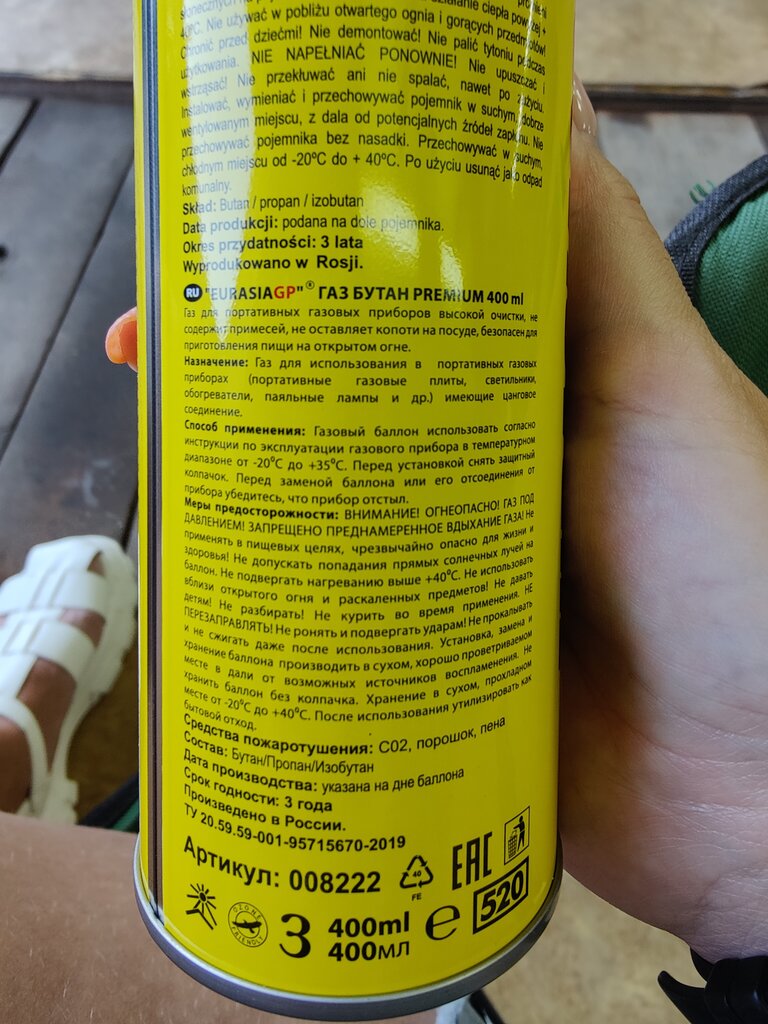 40ºC. Nie używać w pobliżu otwartego ognia i gorących przedmiotów!
Chronić przed dziećmi! Nie demontować! Nie palić tytoniu podczas
użytkowania. NIE NAPEŁNIAĆ PONOWNIE! Nie upuszczać i
wstrząsać! Nie przekłuwać ani nie spalać, nawet po zużyciu.
Instalować, wymieniać i przechowywać pojemnik w suchym, dobrze
wentylowanym miejscu, z dala od potencjalnych źródeł zapłonu. Nie
przechowywać pojemnika bez nasadki. Przechowywać w suchym,
chłodnym miejscu od -20ºC do + 40ºC. Po użyciu usunąć jako odpad
komunalny.
Skład: Butan / propan / izobutan
Data produkcji: podana na dole pojemnika.
Okres przydatności: 3 lata
Wyprodukowano w Rosji.
RU "EURASIAGP"® ГАЗ БУТАН PREMIUM 400 ml
Газ для портативных газовых приборов высокой очистки, не
содержит примесей, не оставляет копоти на посуде, безопасен для
приготовления пищи на открытом огне.
Назначение: Газ для использования в портативных газовых
приборах (портативные газовые плиты, светильники,
обогреватели, паяльные лампы и др.) имеющие цанговое
соединение.
Способ применения: Газовый баллон использовать согласно
инструкции по эксплуатации газового прибора в температурном
диапазоне от -20⁰C до +35⁰C. Перед установкой снять защитный
колпачок. Перед заменой баллона или его отсоединения от
прибора убедитесь, что прибор остыл.
Меры предосторожности: ВНИМАНИЕ! ОГНЕОПАСНО! ГАЗ ПОД
ДАВЛЕНИЕМ! ЗАПРЕЩЕНО ПРЕДНАМЕРЕННОЕ ВДЫХАНИЕ ГАЗА! Не
применять в пищевых целях, чрезвычайно опасно для жизни и
здоровья! Не допускать попадания прямых солнечных лучей на
баллон. Не подвергать нагреванию выше +40⁰C. Не использовать
вблизи открытого огня и раскаленных предметов! Не давать
детям! Не разбирать! Не курить во время применения. НЕ
ПЕРЕЗАПРАВЛЯТЬ! Не ронять и подвергать ударам! Не прокалывать
и не сжигать даже после использования. Установка, замена и
хранение баллона производить в сухом, хорошо проветриваемом
месте в дали от возможных источников воспламенения. Не
хранить баллон без колпачка. Хранение в сухом, прохладном
месте от -20⁰C до +40⁰C. После использования утилизировать как
бытовой отход.
Средства пожаротушения: CO2, порошок, пена
Состав: Бутан/Пропан/Изобутан
Дата производства: указана на дне баллона
Срок годности: 3 года
Произведено в России.
ТУ 20.59.59-001-95715670-2019
Артикул: 008222
40
FE
EAC
OZONE
FRIENDLY
3
400ml
400мл
e
520